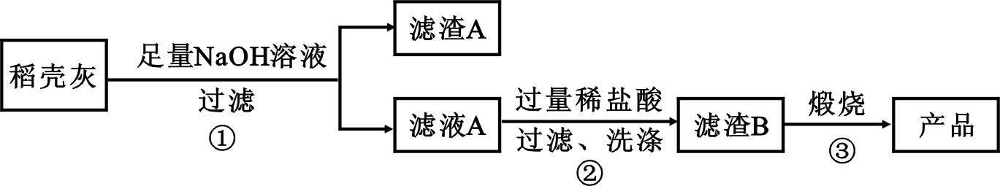 稻壳灰
足量NaOH溶液
过滤
①
滤渣A
滤液A
过量稀盐酸
过滤、洗涤
②
滤渣B
煅烧
③
产品